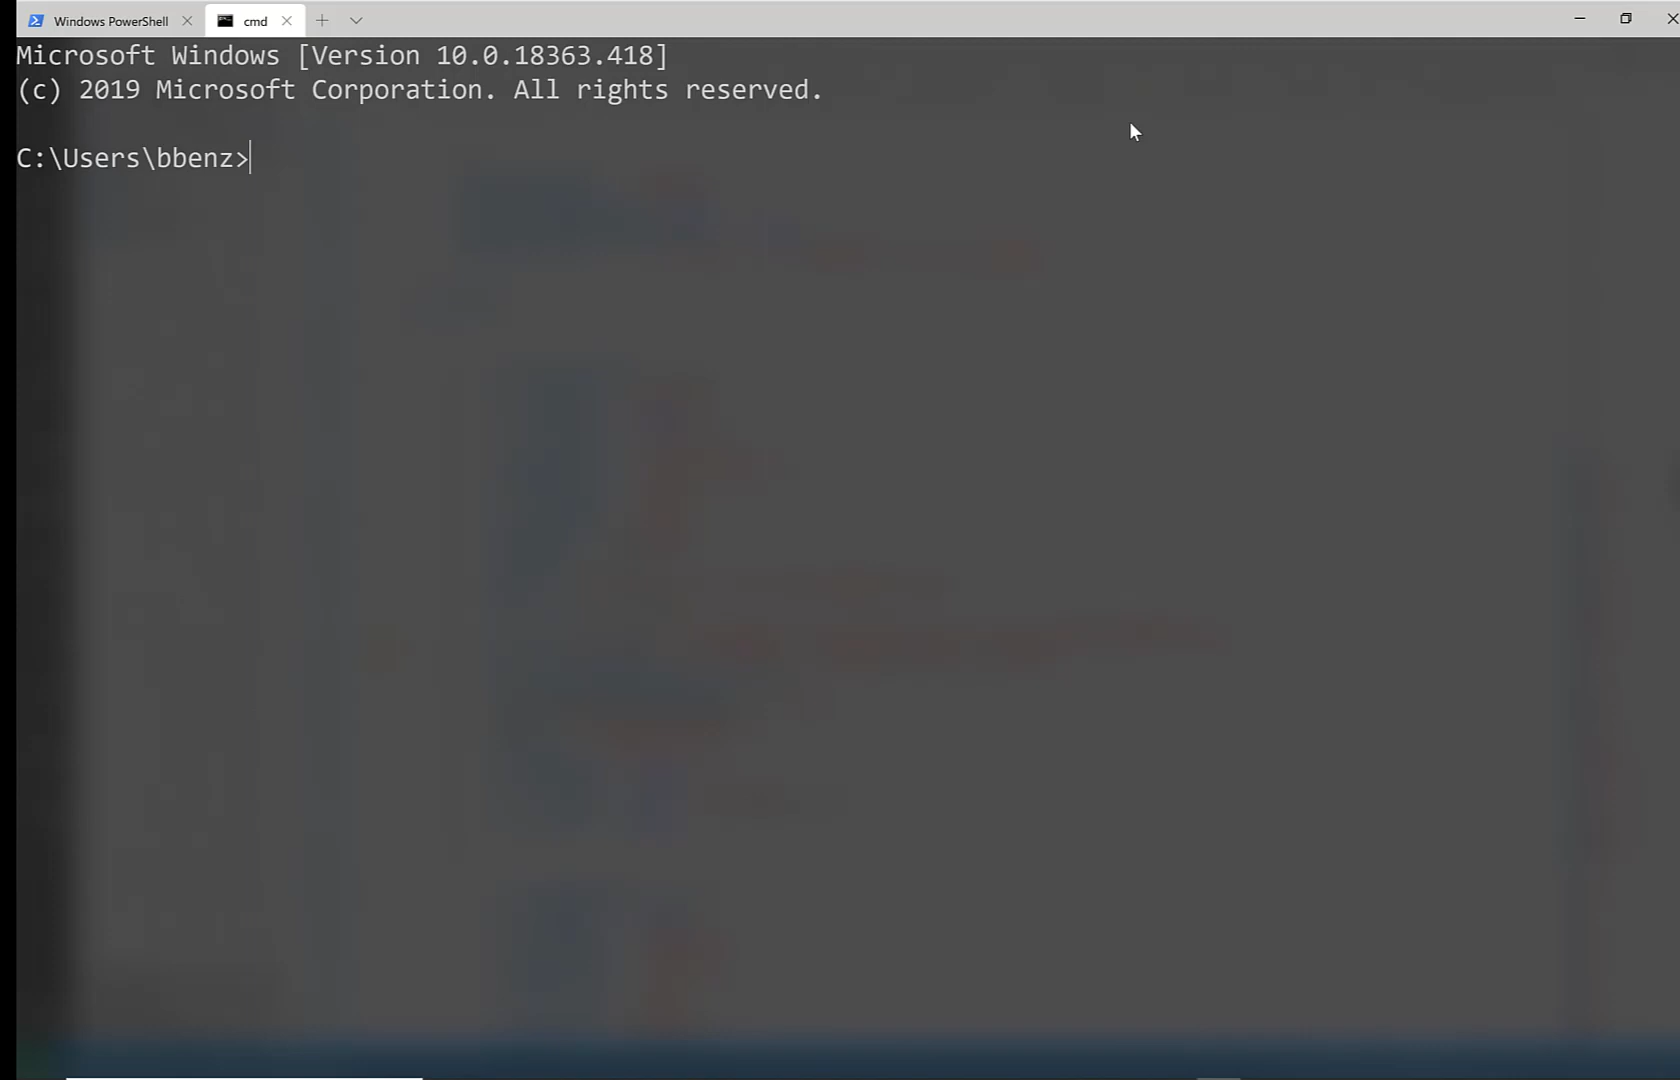 Windows PowerShell
cmd
Microsoft Windows [Version 10.0.18363.418]
(c) 2019 Microsoft Corporation. All rights reserved.
C:\Users\bbenz>